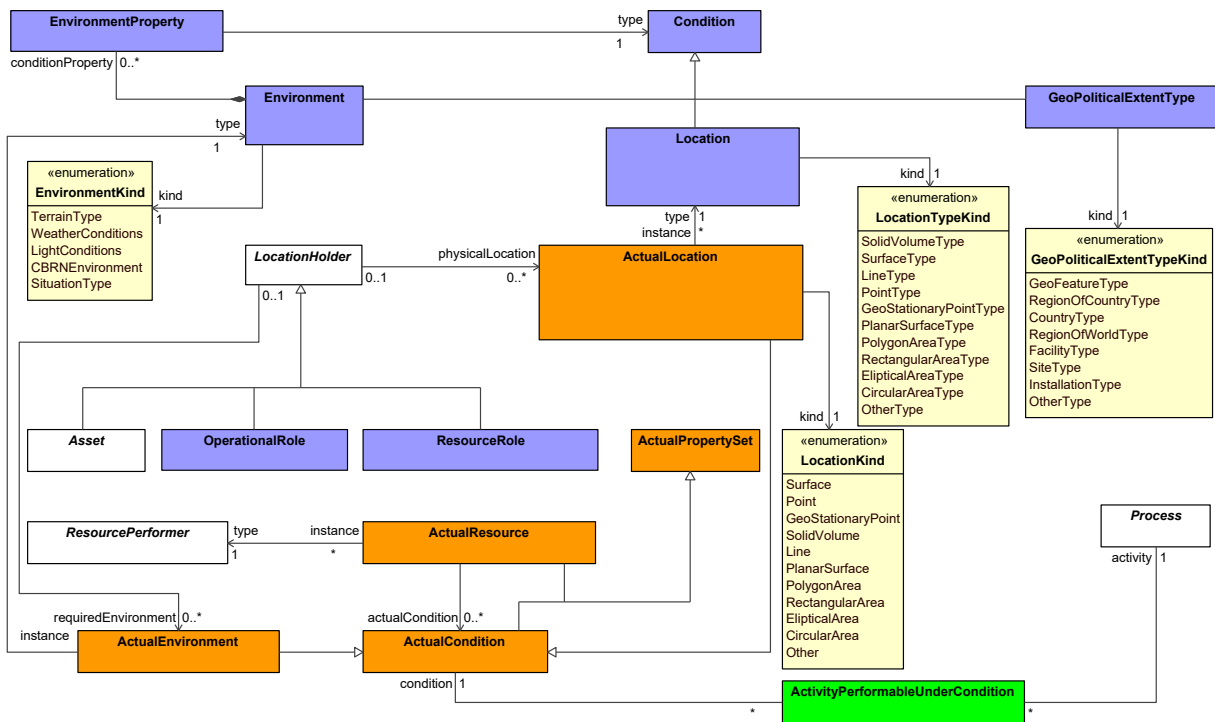 EnvironmentProperty
type
Condition
1
conditionProperty
0..*
Environment
GeoPoliticalExtentType
type
1
Location
«enumeration»
EnvironmentKind
TerrainType
WeatherConditions
LightConditions
CBRNEnvironment
SituationType
kind
1
kind
1
«enumeration»
LocationTypeKind
SolidVolumeType
SurfaceType
LineType
PointType
GeoStationaryPointType
PlanarSurfaceType
PolygonAreaType
RectangularAreaType
ElipticalAreaType
CircularAreaType
OtherType
kind
1
«enumeration»
GeoPoliticalExtentTypeKind
GeoFeatureType
RegionOfCountryType
CountryType
RegionOfWorldType
FacilityType
SiteType
InstallationType
OtherType
type
1
instance
*
LocationHolder
physicalLocation
ActualLocation
0..1
0..1
0..*
Asset
OperationalRole
ResourceRole
ActualPropertySet
kind
1
«enumeration»
LocationKind
Surface
Point
GeoStationaryPoint
SolidVolume
Line
PlanarSurface
PolygonArea
RectangularArea
ElipticalArea
CircularArea
Other
ResourcePerformer
type
instance
ActualResource
1
*
Process
activity
1
requiredEnvironment
0..*
actualCondition
0..*
instance
ActualEnvironment
ActualCondition
condition
1
ActivityPerformableUnderCondition
*
*